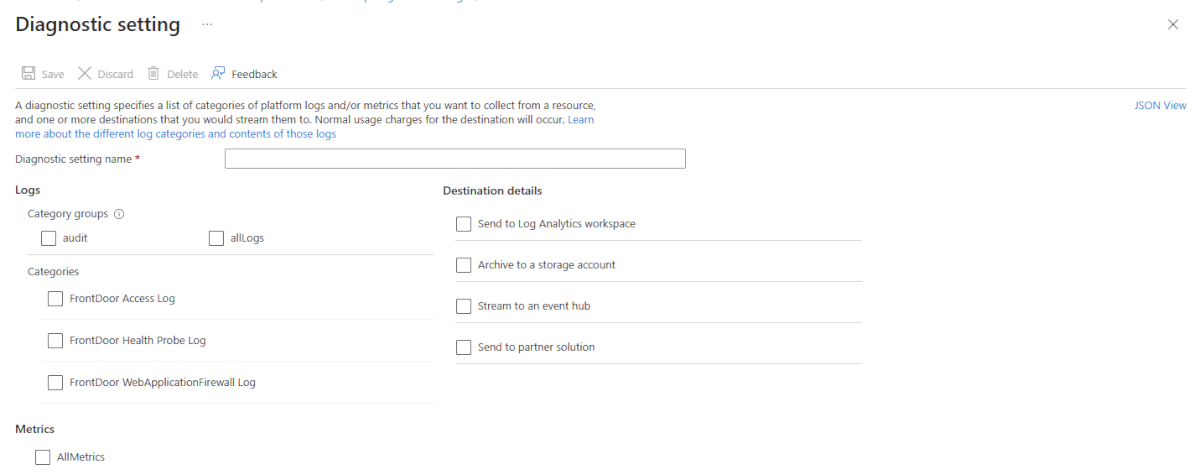 Diagnostic setting ...
Save Discard Delete Feedback
A diagnostic setting specifies a list of categories of platform logs and/or metrics that you want to collect from a resource,
and one or more destinations that you would stream them to. Normal usage charges for the destination will occur. Learn
more about the different log categories and contents of those logs
JSON View
Diagnostic setting name *
Logs
Category groups
audit allLogs
Categories
FrontDoor Access Log
FrontDoor Health Probe Log
FrontDoor WebApplicationFirewall Log
Metrics
AllMetrics
Destination details
Send to Log Analytics workspace
Archive to a storage account
Stream to an event hub
Send to partner solution